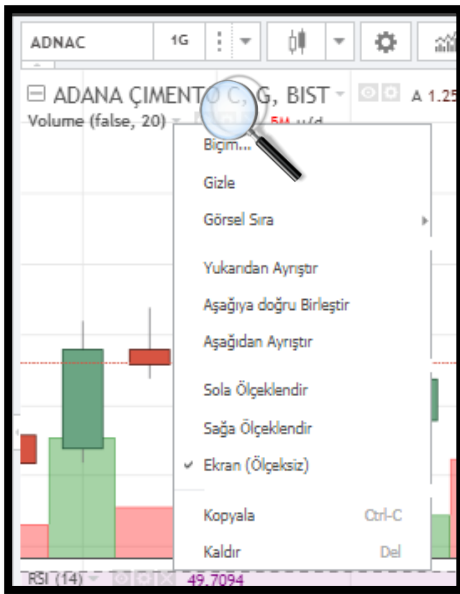 ADNAC 1G
ADANA ÇIMENTO C, G, BIST A 1.25
Volume (false, 20) 5M n/d
Biçim...
Gizle
Görsel Sıra
Yukarıdan Ayrıştır
Aşağıya doğru Birleştir
Aşağıdan Ayrıştır
Sola Ölçeklendir
Sağa Ölçeklendir
Ekran (Ölçeksiz)
Kopyala Ctrl-C
Kaldır Del
RSI (14) 49.7094